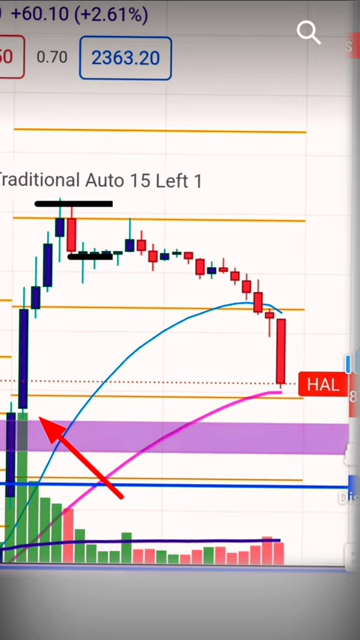 +60.10 (+2.61%)
0.70
2363.20
Traditional Auto 15 Left 1
HAL